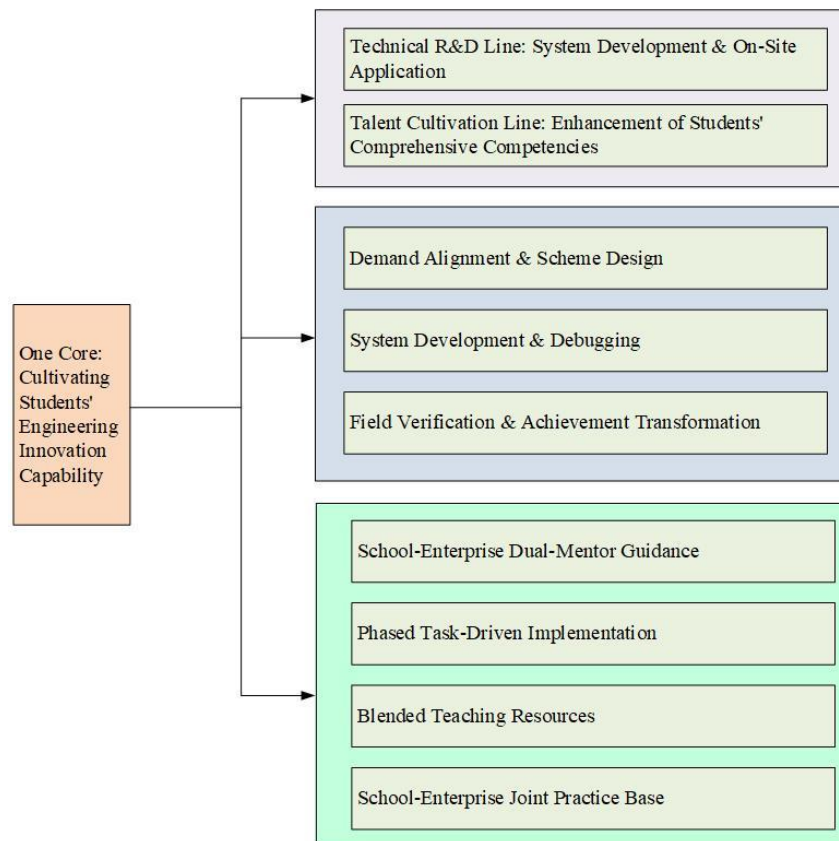 Technical R&D Line: System Development & On-Site
Application
Talent Cultivation Line: Enhancement of Students'
Comprehensive Competencies
Demand Alignment & Scheme Design
One Core:
Cultivating
Students'
Engineering
Innovation
Capability
System Development & Debugging
Field Verification & Achievement Transformation
School-Enterprise Dual-Mentor Guidance
Phased Task-Driven Implementation
Blended Teaching Resources
School-Enterprise Joint Practice Base